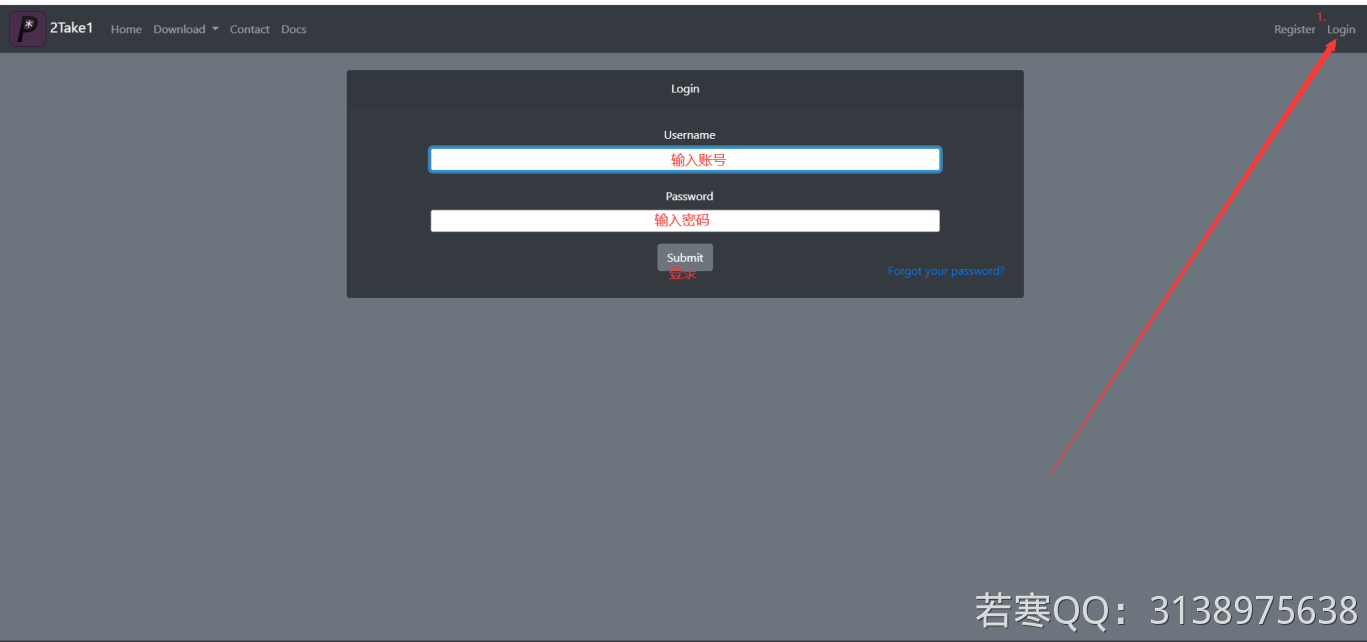 2Take1 Home Download Contact Docs Register 1. Login
Login
Username
输入账号
Password
输入密码
Submit
登录
Forgot your password?
若寒QQ：3138975638